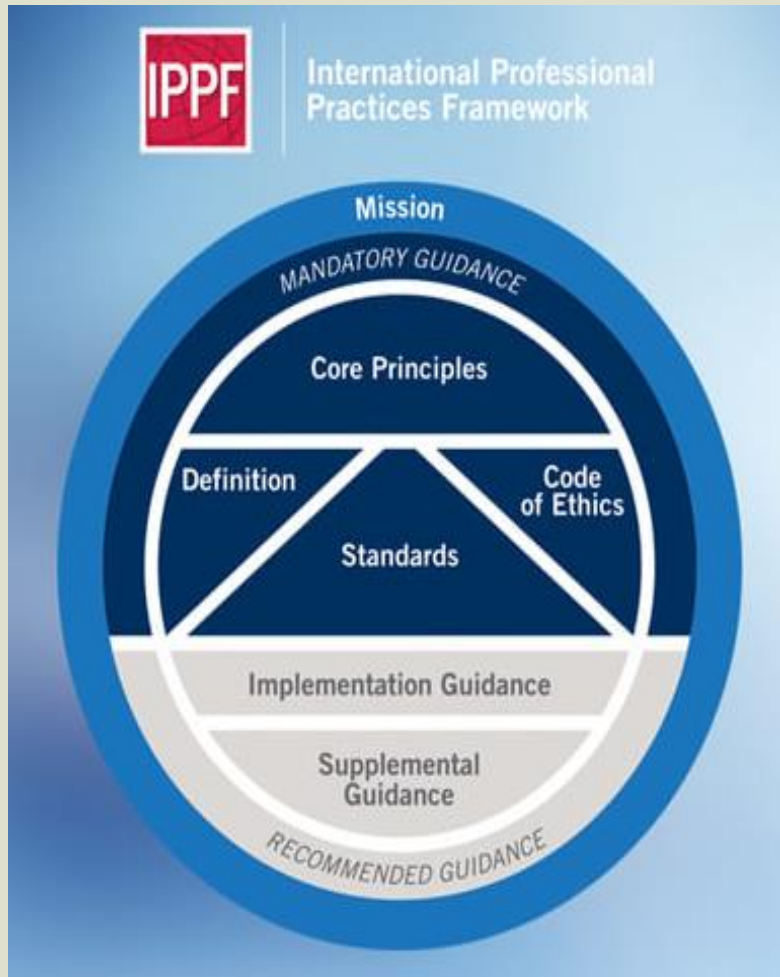 IPPF
International Professional
Practices Framework
Mission
MANDATORY GUIDANCE
Core Principles
Definition
Code
of Ethics
Standards
Implementation Guidance
Supplemental
Guidance
RECOMMENDED GUIDANCE